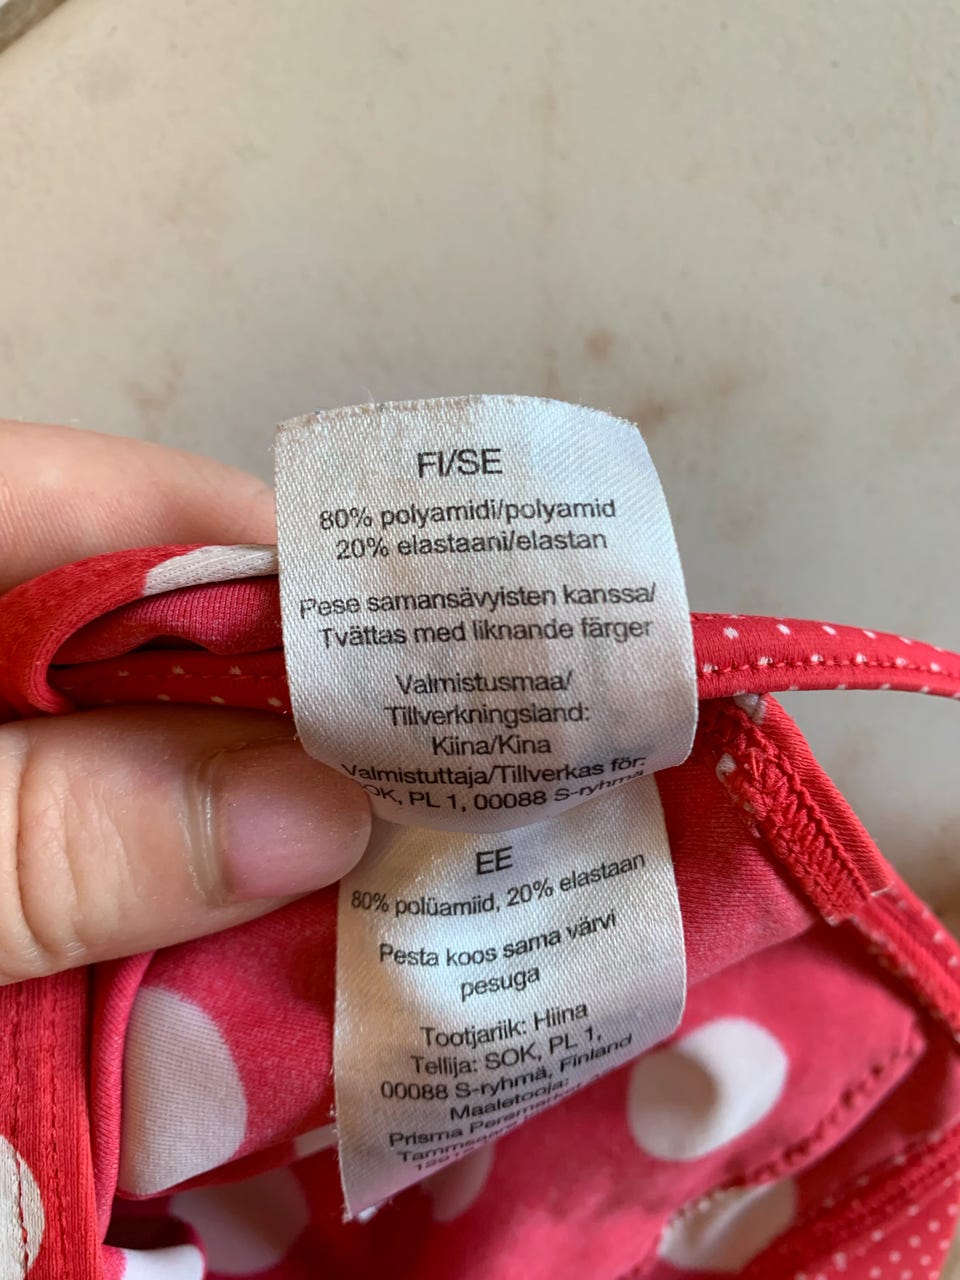 FI/SE
80% polyamidi/polyamid
20% elastaani/elastan
Pese samansävyisten kanssa/
Tvättas med liknande färger
Valmistusmaa/
Tillverkningsland:
Kiina/Kina
Valmistuttaja/Tillverkas för:
SOK, PL 1, 00088 S-ryhmä
EE
80% polüamiid, 20% elastaan
Pesta koos sama värvi
pesuga
Tootjariik: Hiina
Tellija: SOK, PL 1,
00088 S-ryhmä, Finland
Maaletooja:
Prisma